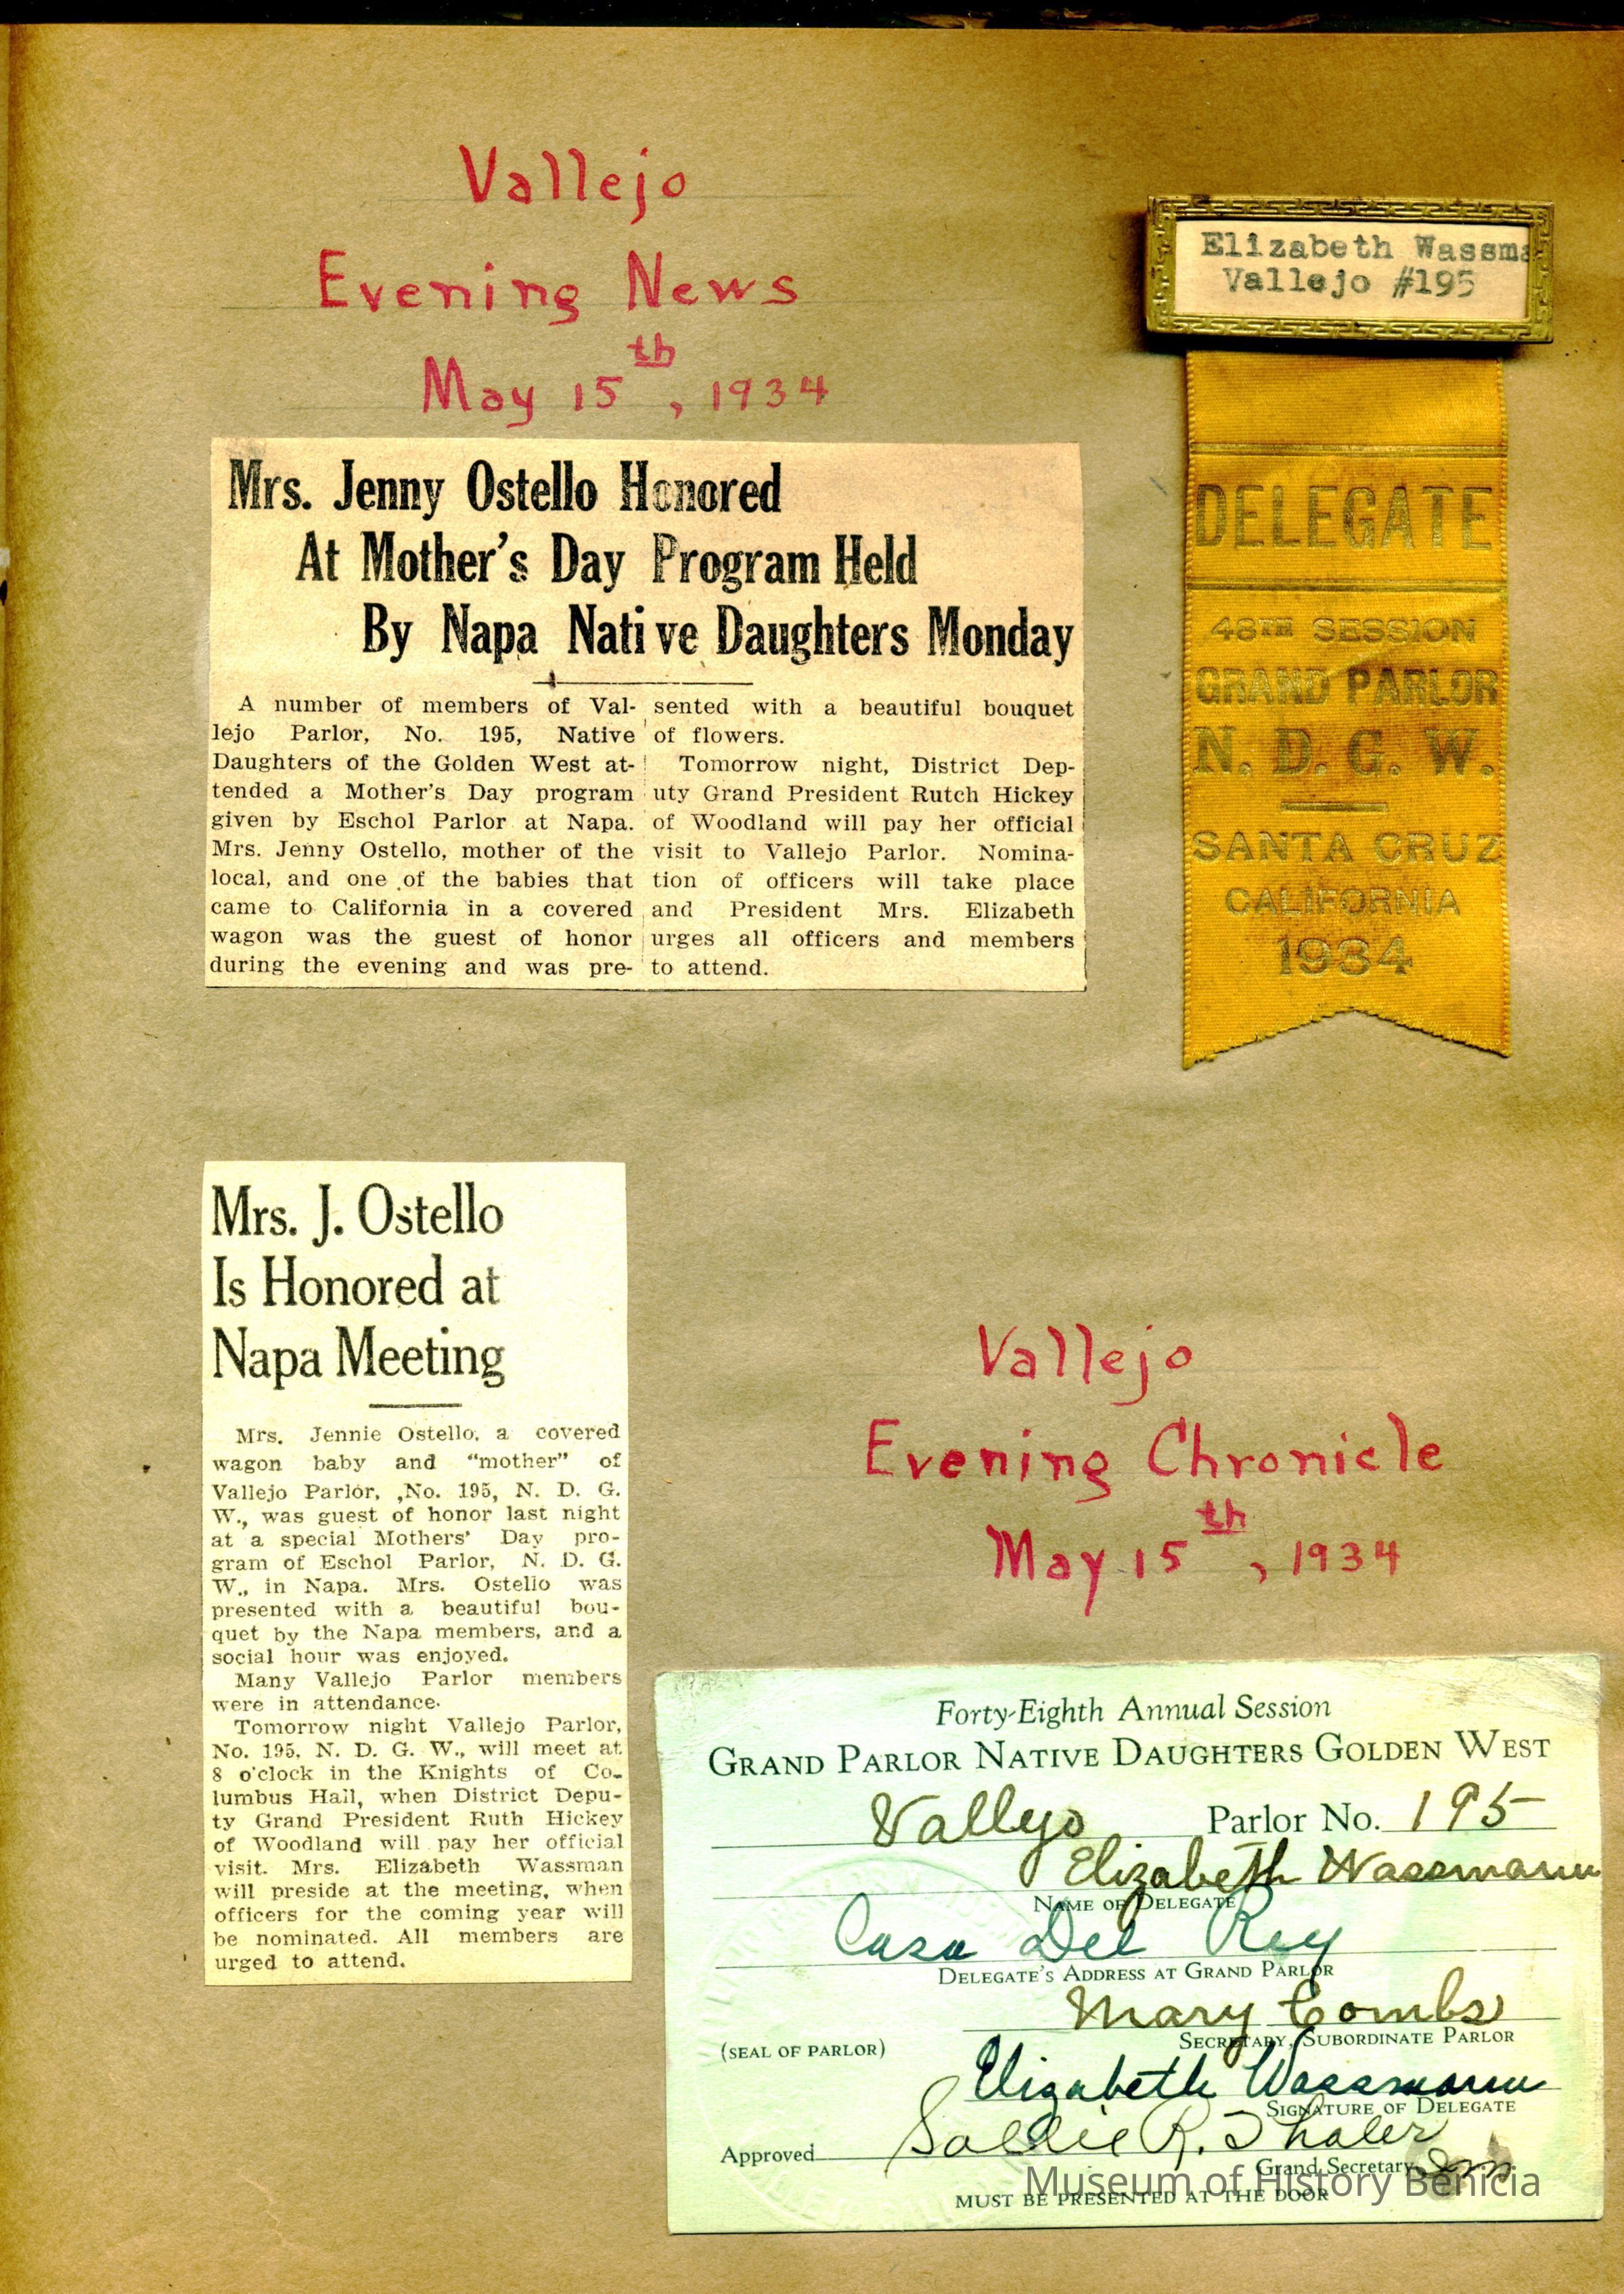 Vallejo
Evening News
May 15th, 1934
Mrs. Jenny Ostello Honored
At Mother's Day Program Held
By Napa Native Daughters Monday
A number of members of Val-
lejo Parlor, No. 195, Native
Daughters of the Golden West at-
tended a Mother's Day program
given by Eschol Parlor at Napa.
Mrs. Jenny Ostello, mother of the
local, and one of the babies that
came to California in a covered
wagon was the guest of honor
during the evening and was pre-
sented with a beautiful bouquet
of flowers.
Tomorrow night, District Dep-
uty Grand President Rutch Hickey
of Woodland will pay her official
visit to Vallejo Parlor. Nomina-
tion of officers will take place
and President Mrs. Elizabeth
urges all officers and members
to attend.
Elizabeth Wassma
Vallejo #195
DELEGATE
48TH SESSION
GRAND PARLOR
N. D. G. W.
SANTA CRUZ
CALIFORNIA
1934
Mrs. J. Ostello
Is Honored at
Napa Meeting
Mrs. Jennie Ostello, a covered
wagon baby and "mother" of
Vallejo Parlor, No. 195, N. D. G.
W., was guest of honor last night
at a special Mothers' Day pro-
gram of Eschol Parlor, N. D. G.
W., in Napa. Mrs. Ostello was
presented with a beautiful bou-
quet by the Napa members, and a
social hour was enjoyed.
Many Vallejo Parlor members
were in attendance.
Tomorrow night Vallejo Parlor,
No. 195, N. D. G. W., will meet at
8 o'clock in the Knights of Co-
lumbus Hall, when District Depu-
ty Grand President Ruth Hickey
of Woodland will pay her official
visit. Mrs. Elizabeth Wassman
will preside at the meeting, when
officers for the coming year will
be nominated. All members are
urged to attend.
Vallejo
Evening Chronicle
May 15th, 1934
Forty-Eighth Annual Session
GRAND PARLOR NATIVE DAUGHTERS GOLDEN WEST
Vallejo Parlor No. 195
Elizabeth Wassmann
NAME OF DELEGATE
Casa Del Rey
DELEGATE'S ADDRESS AT GRAND PARLOR
Mary Combs
SECRETARY, SUBORDINATE PARLOR
(SEAL OF PARLOR)
Elizabeth Wassmann
SIGNATURE OF DELEGATE
Approved Sallie R. Thaler
Grand Secretary
MUST BE PRESENTED AT THE DOOR
Museum of History Benicia